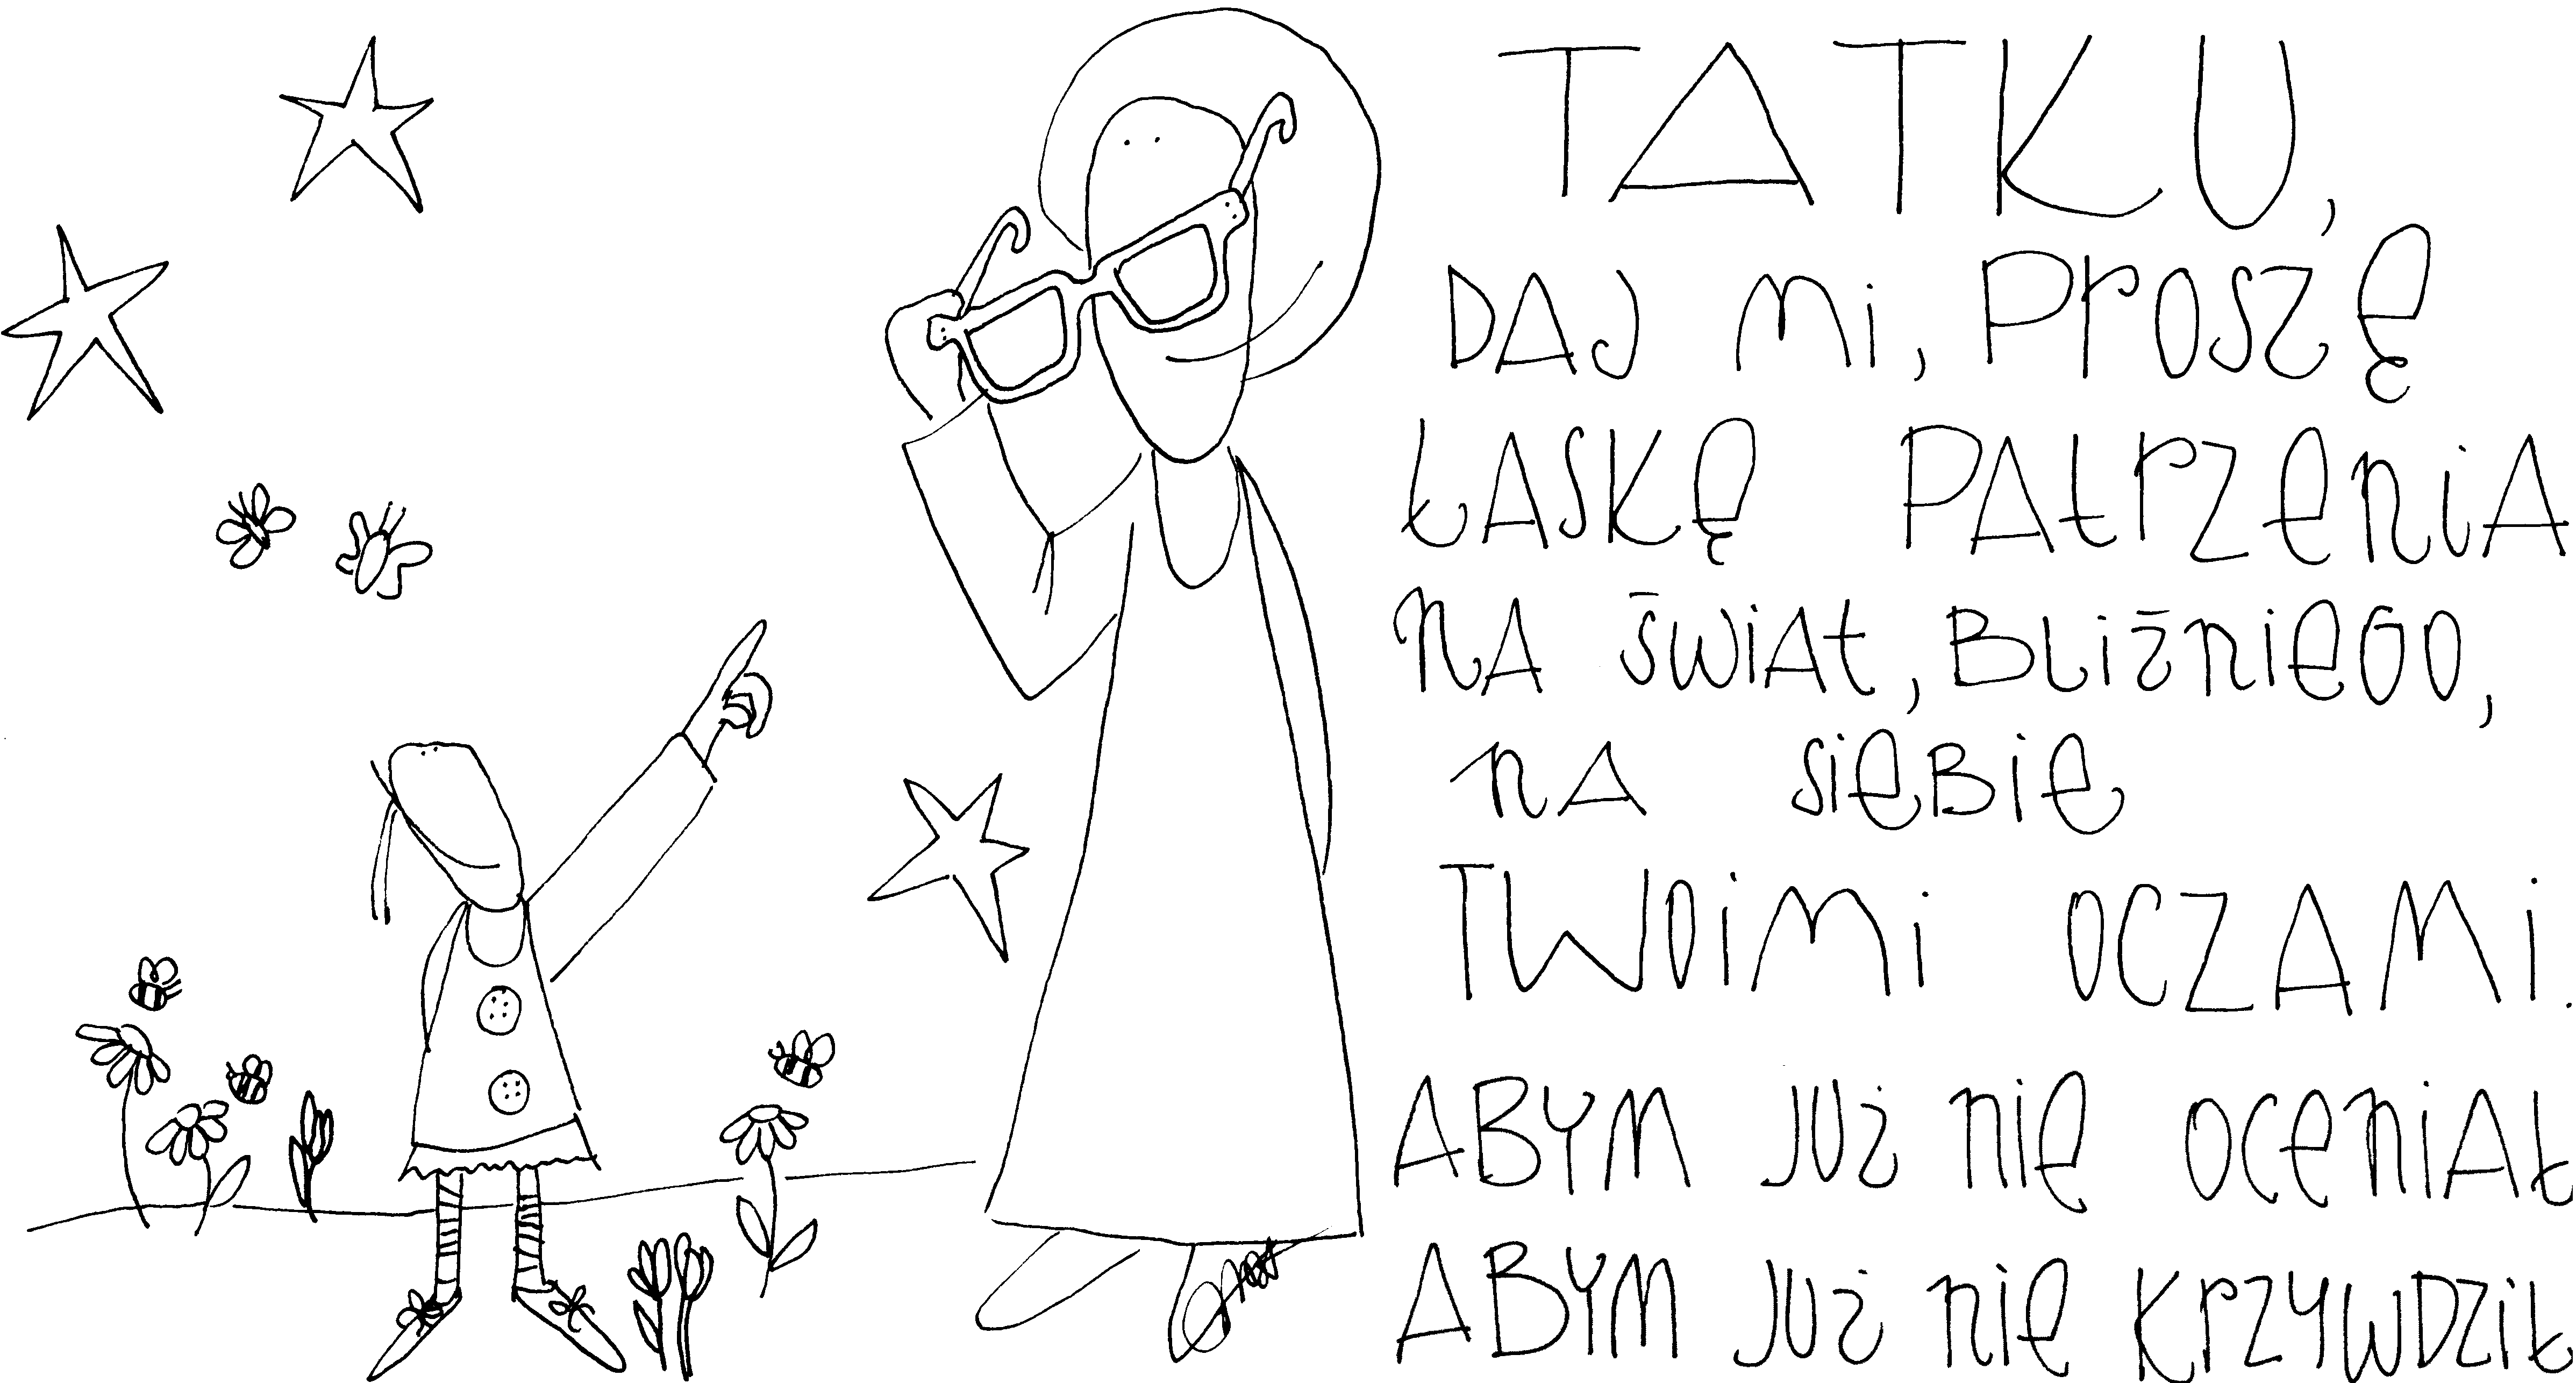 TATKU,
DAJ Mi, PROSZĘ
ŁASKĘ PATRZENiA
NA ŚWiAT, BLiŹNiEGO,
NA SiEBiE
TWOiMi OCZAMi.
ABYM JUŻ NiE OCENiAŁ
ABYM JUŻ NiE KRZYWDZiŁ